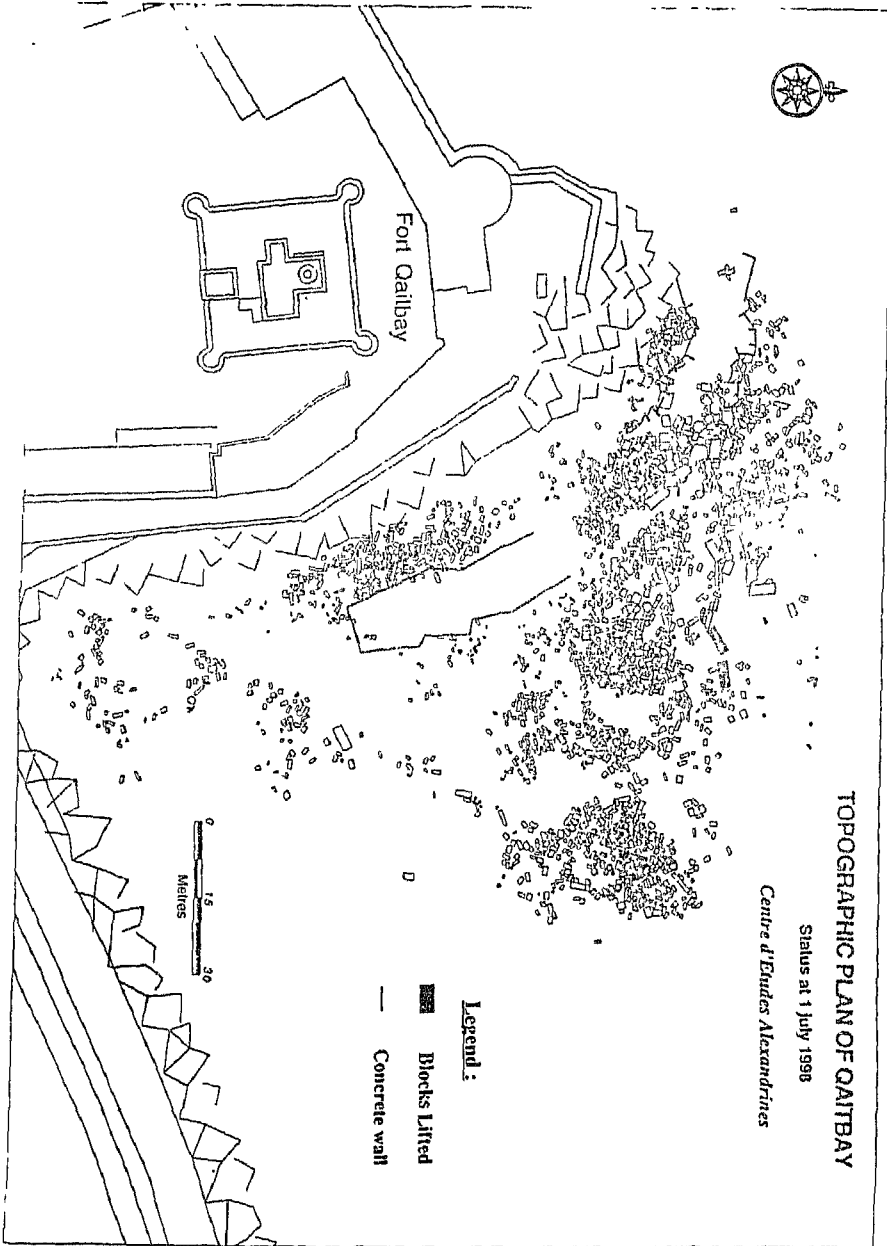 TOPOGRAPHIC PLAN OF QAITBAY
Status at 1 july 1998
Centre d'Etudes Alexandrines
Fort Qaitbay
Legend :
Blocks Lifted
Concrete wall
0 15 30
Metres